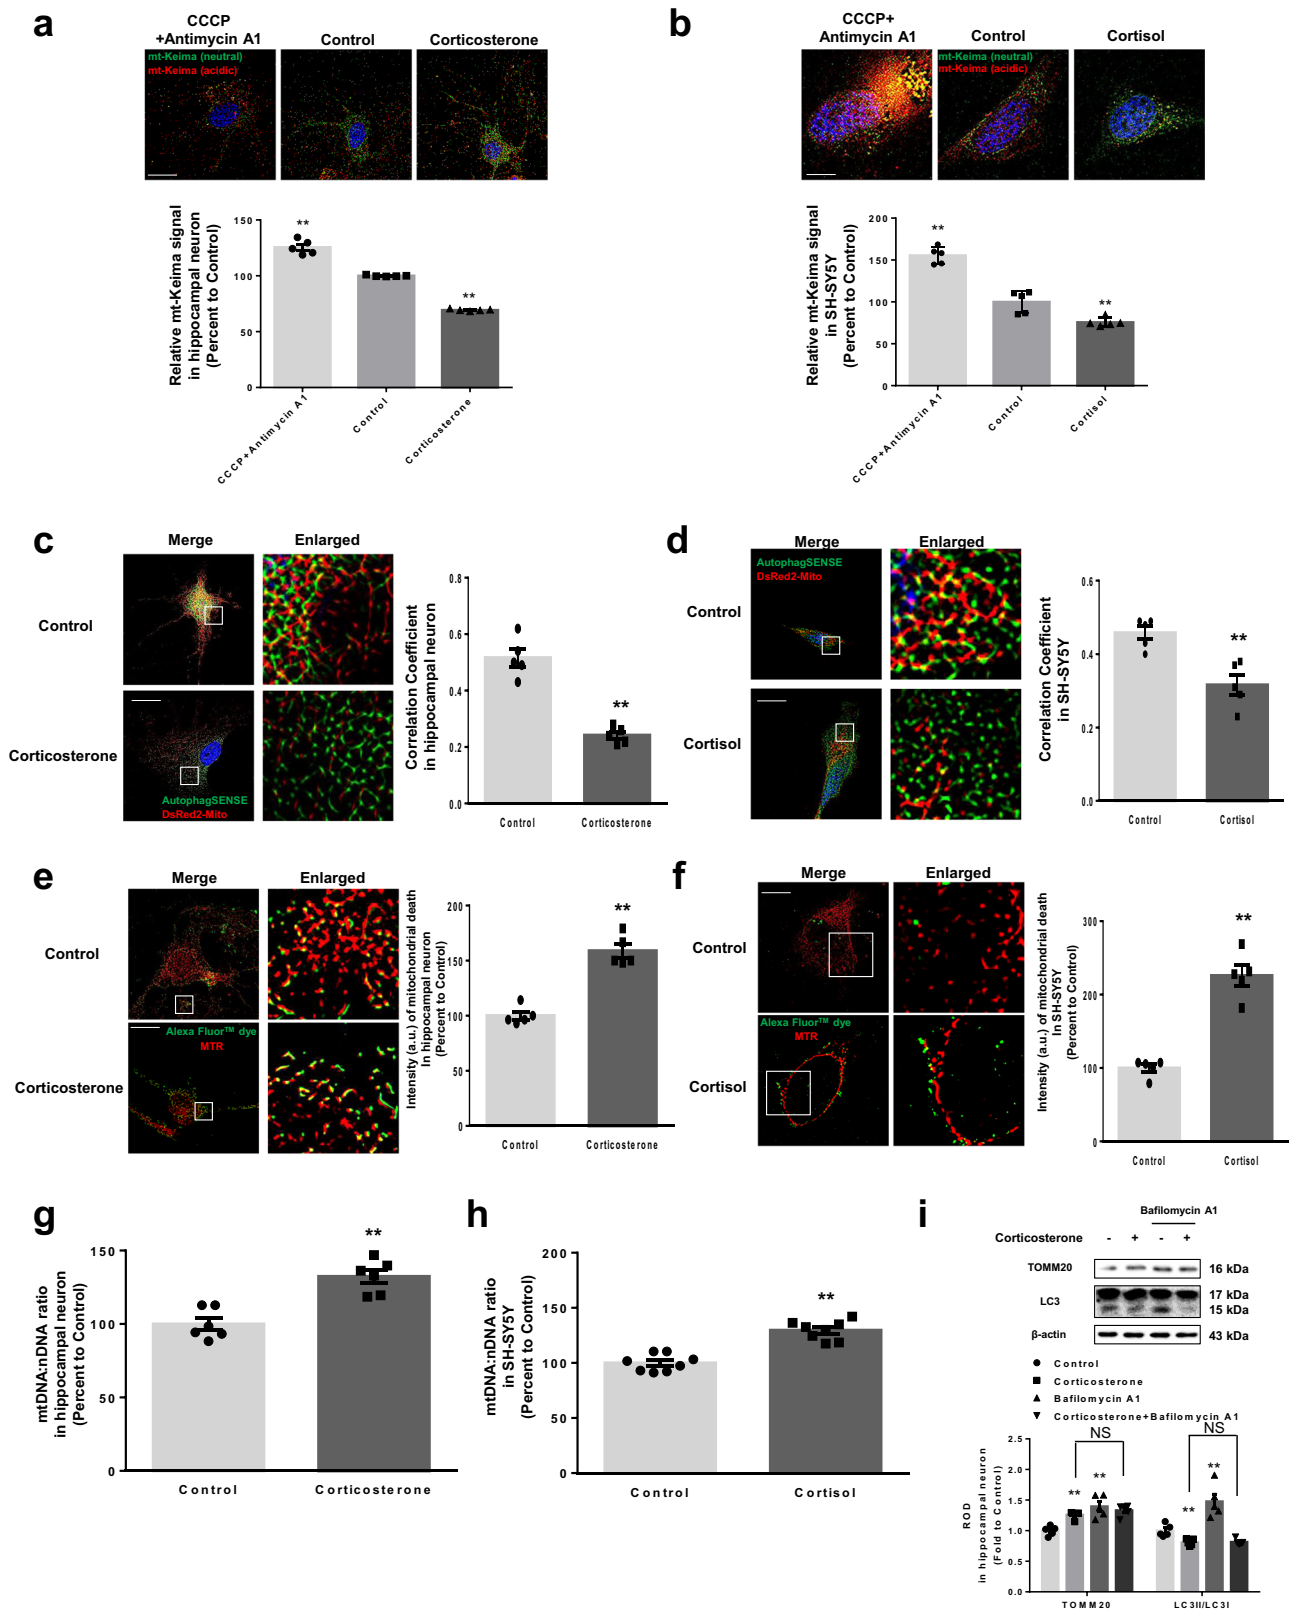 a
CCCP
+Antimycin A1
Control
Corticosterone
mt-Keima (neutral)
mt-Keima (acidic)
Relative mt-Keima signal
in hippocampal neuron
(Percent to Control)
150
**
100
**
50
0
CCCP+Antimycin A1
Control
Corticosterone
b
CCCP+
Antimycin A1
Control
Cortisol
mt-Keima (neutral)
mt-Keima (acidic)
Relative mt-Keima signal
in SH-SY5Y
(Percent to Control)
200
**
150
100
**
50
0
CCCP+Antimycin A1
Control
Cortisol
c
Merge
Enlarged
Control
Corticosterone
AutophagSENSE
DsRed2-Mito
Correlation Coefficient
in hippocampal neuron
0.8
0.6
0.4
**
0.2
0.0
Control
Corticosterone
d
Merge
Enlarged
AutophagSENSE
DsRed2-Mito
Control
Cortisol
Correlation Coefficient
in SH-SY5Y
0.6
**
0.4
0.2
0.0
Control
Cortisol
e
Merge
Enlarged
Control
Alexa Fluor™ dye
MTR
Corticosterone
Intensity (a.u.) of mitochondrial death
In hippocampal neuron
(Percent to Control)
200
**
150
100
50
0
Control
Corticosterone
f
Merge
Enlarged
Control
Alexa Fluor™ dye
MTR
Cortisol
Intensity (a.u.) of mitochondrial death
In SH-SY5Y
(Percent to Control)
300
**
200
100
0
Control
Cortisol
g
mtDNA:nDNA ratio
in hippocampal neuron
(Percent to Control)
150
**
100
50
0
Control
Corticosterone
h
mtDNA:nDNA ratio
in SH-SY5Y
(Percent to Control)
200
**
150
100
50
0
Control
Cortisol
i
Bafilomycin A1
Corticosterone - + - +
TOMM20 16 kDa
LC3 17 kDa
15 kDa
β-actin 43 kDa
Control
Corticosterone
Bafilomycin A1
Corticosterone+Bafilomycin A1
ROD
in hippocampal neuron
(Fold to Control)
2.5
NS NS
2.0
** ** ** **
1.5
1.0
0.5
0.0
TOMM20 LC3II/LC3I